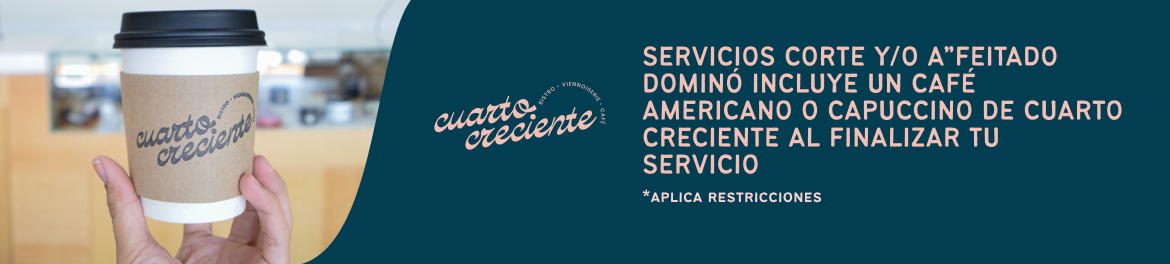 cuarto
creciente
BISTRO - VIENNOISERIE
cuarto
creciente
BISTRO - VIENNOISERIE - CAFÉ
SERVICIOS CORTE Y/O A”FEITADO
DOMINÓ INCLUYE UN CAFÉ
AMERICANO O CAPUCCINO DE CUARTO
CRECIENTE AL FINALIZAR TU
SERVICIO
*APLICA RESTRICCIONES